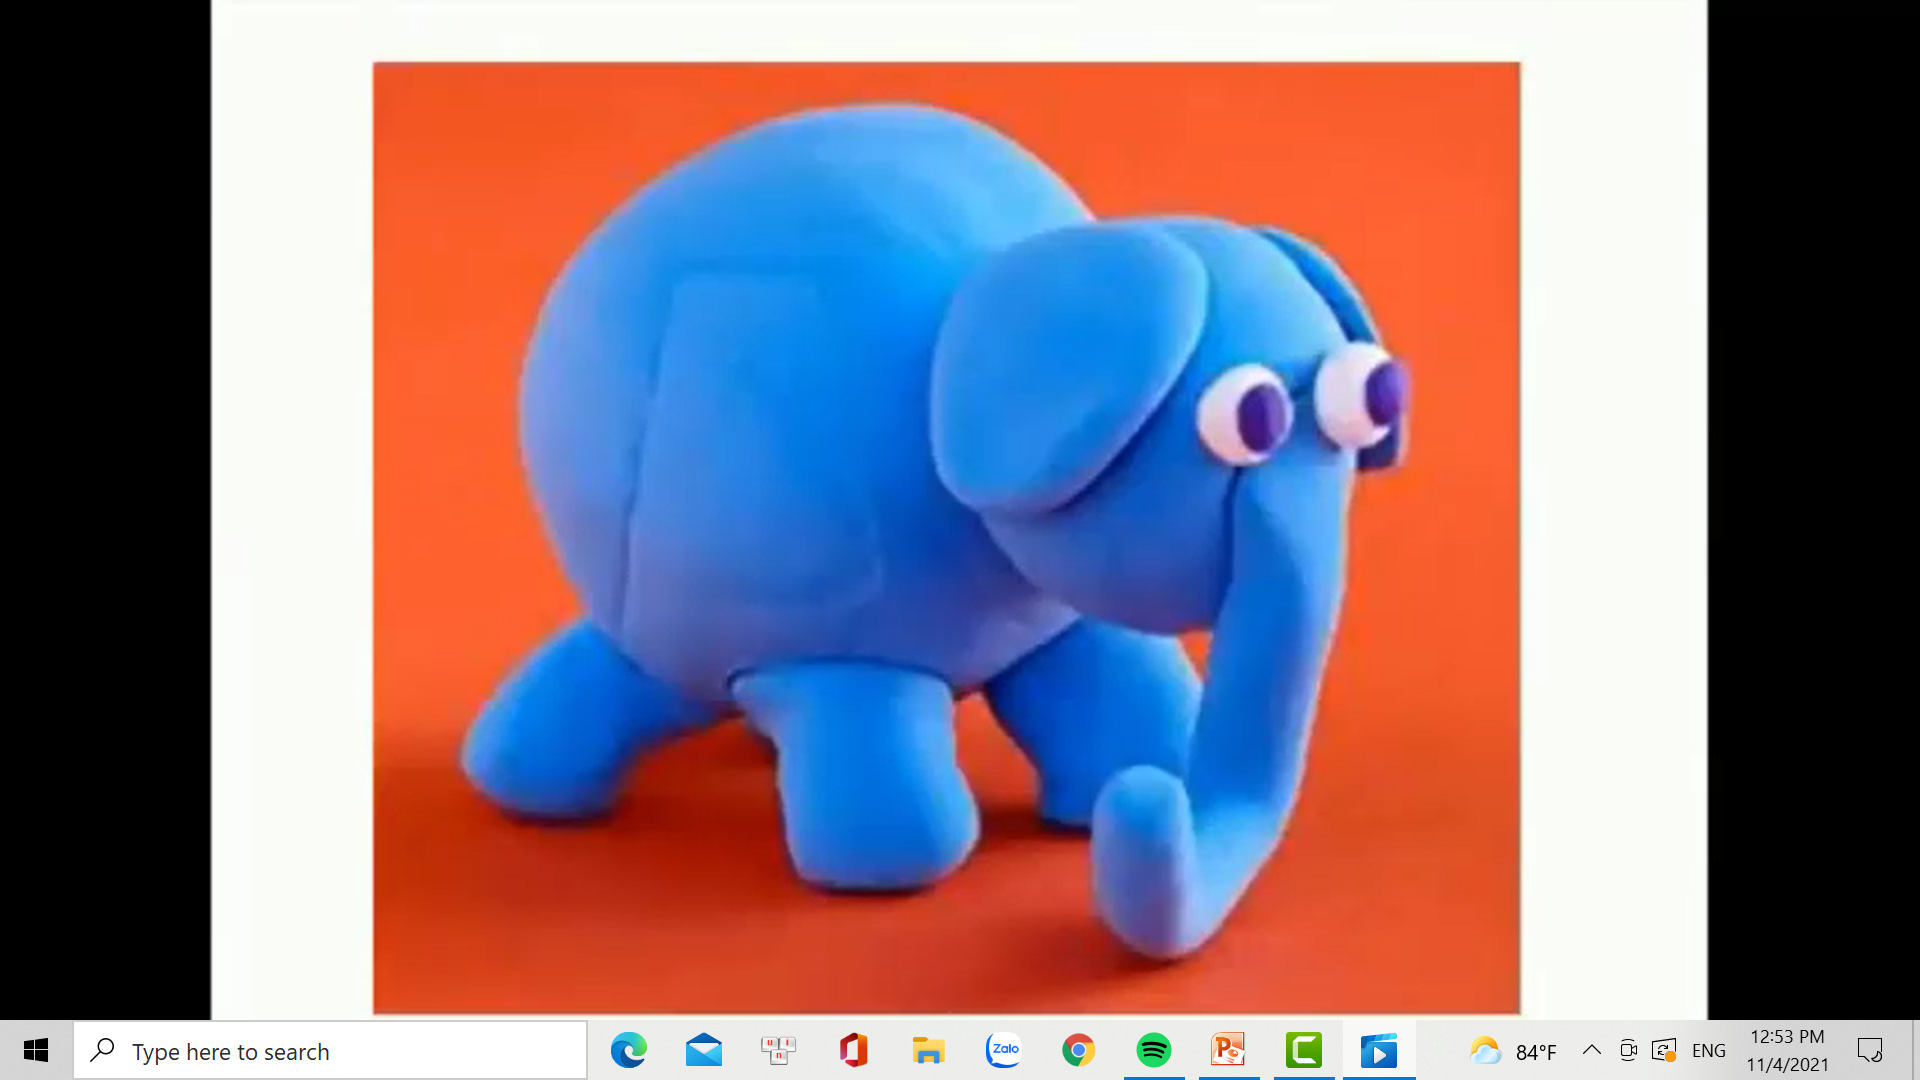 Type here to search
u
i
n
Zalo
84°F
ENG
12:53 PM
11/4/2021